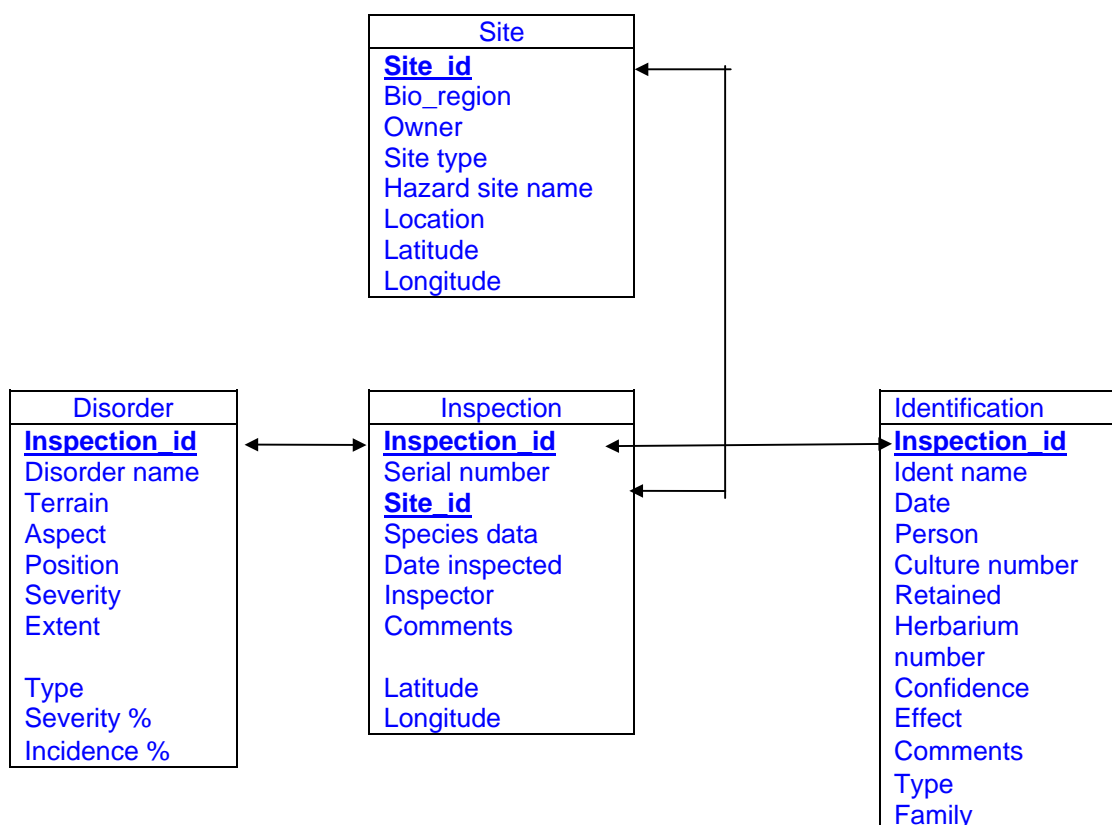 Site
Site_id
Bio_region
Owner
Site type
Hazard site name
Location
Latitude
Longitude
Disorder
Inspection_id
Disorder name
Terrain
Aspect
Position
Severity
Extent
Type
Severity %
Incidence %
Inspection
Inspection_id
Serial number
Site_id
Species data
Date inspected
Inspector
Comments
Latitude
Longitude
Identification
Inspection_id
Ident name
Date
Person
Culture number
Retained
Herbarium
number
Confidence
Effect
Comments
Type
Family